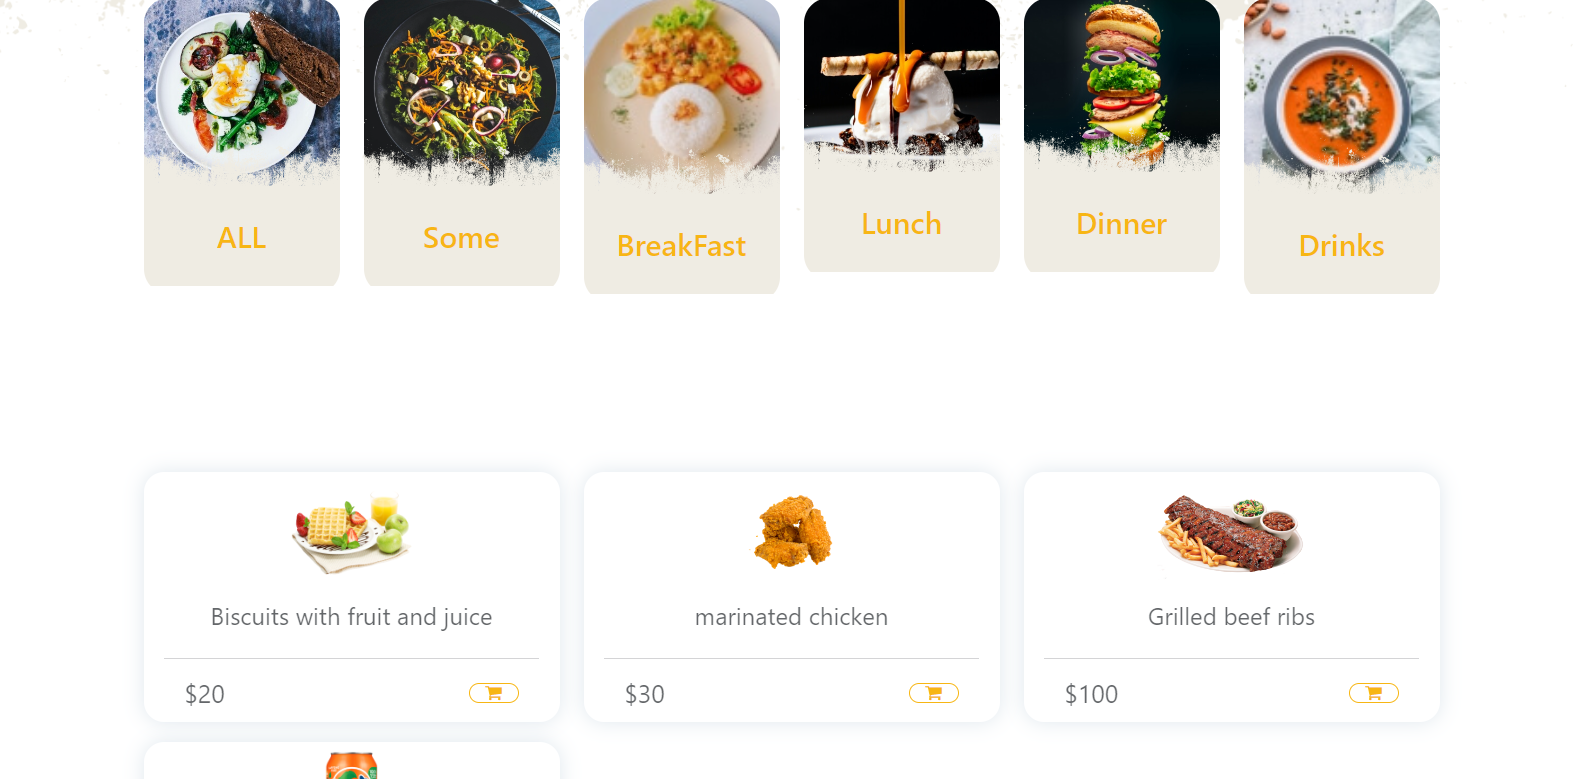 ALL
Some
BreakFast
Lunch
Dinner
Drinks
Biscuits with fruit and juice
marinated chicken
Grilled beef ribs
$20
$30
$100